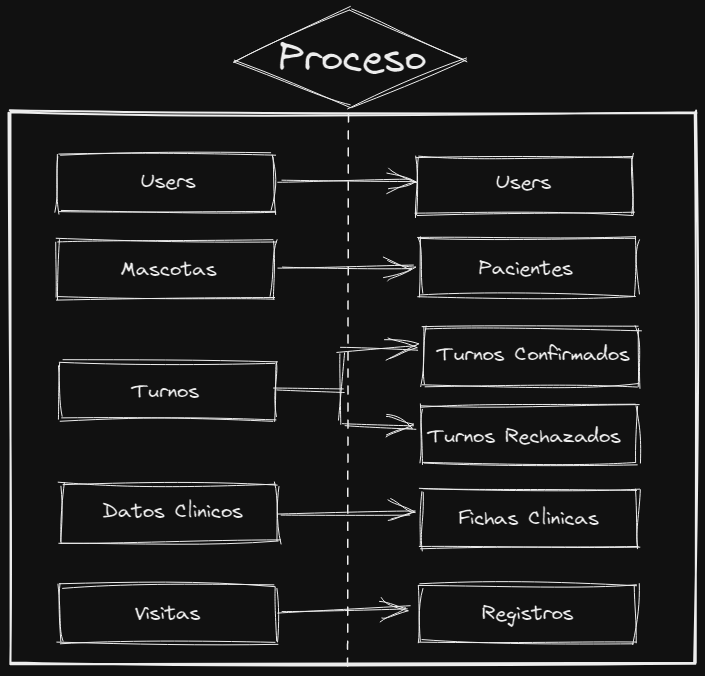 Proceso
Users
Users
Mascotas
Pacientes
Turnos Confirmados
Turnos
Turnos Rechazados
Datos Clinicos
Fichas Clinicas
Visitas
Registros